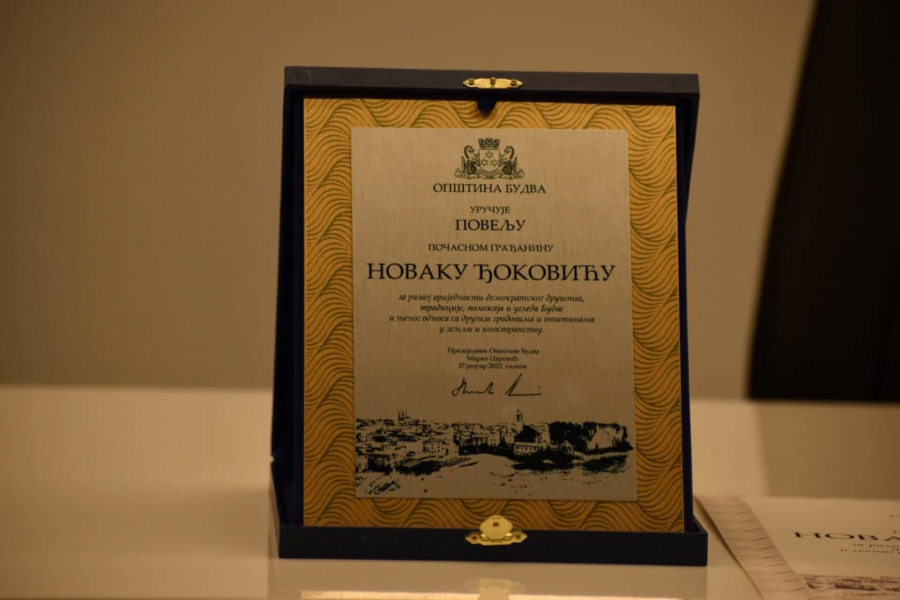 ОПШТИНА БУДВА
УРУЧУЈЕ
ПОВЕЉУ
ПОЧАСНОМ ГРАЂАНИНУ
НОВАКУ ЂОКОВИЋУ
за развој вриједности демократског друштва,
традиције, положаја и угледа Будве
и њеног односа са другим градовима и општинама
у земљи и иностранству.
Предсједник Општине Будва
Марко Царевић
27. јануар 2022. године